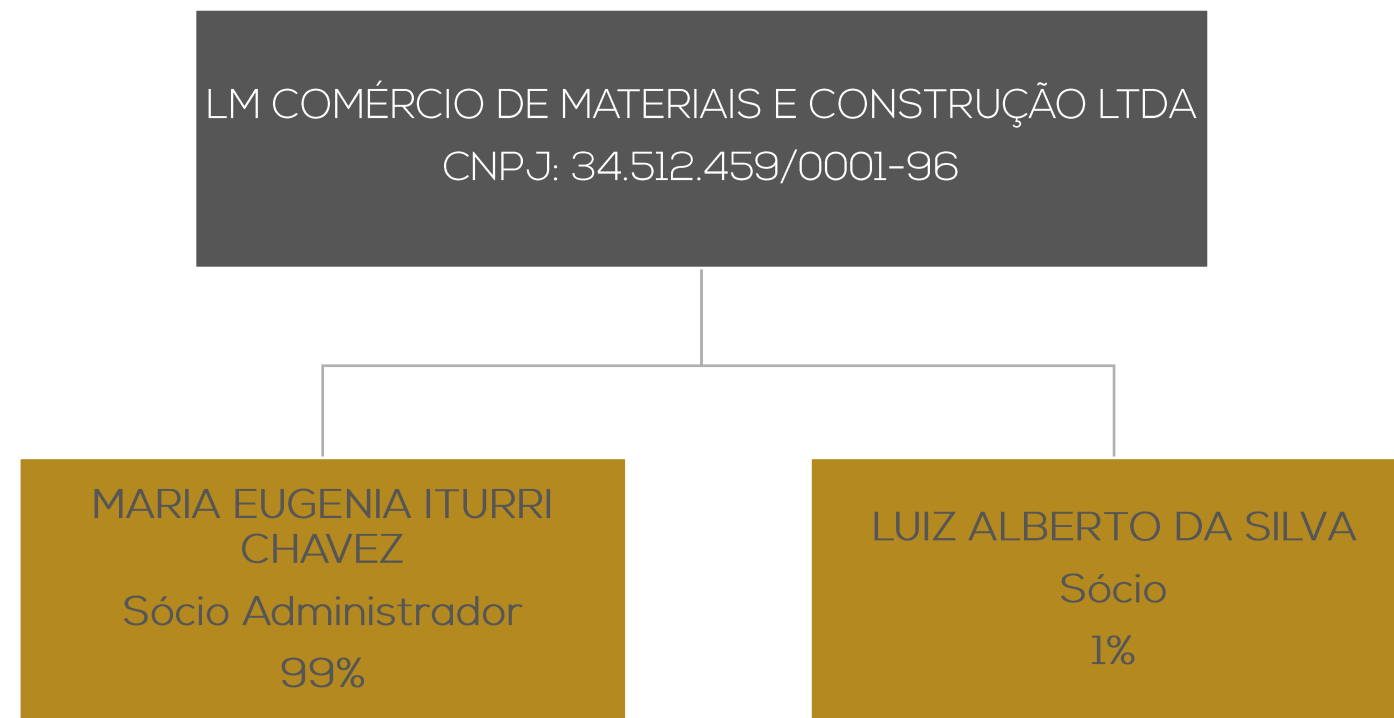 LM COMÉRCIO DE MATERIAIS E CONSTRUÇÃO LTDA
CNPJ: 34.512.459/0001-96
MARIA EUGENIA ITURRI
CHAVEZ
Sócio Administrador
99%
LUIZ ALBERTO DA SILVA
Sócio
1%